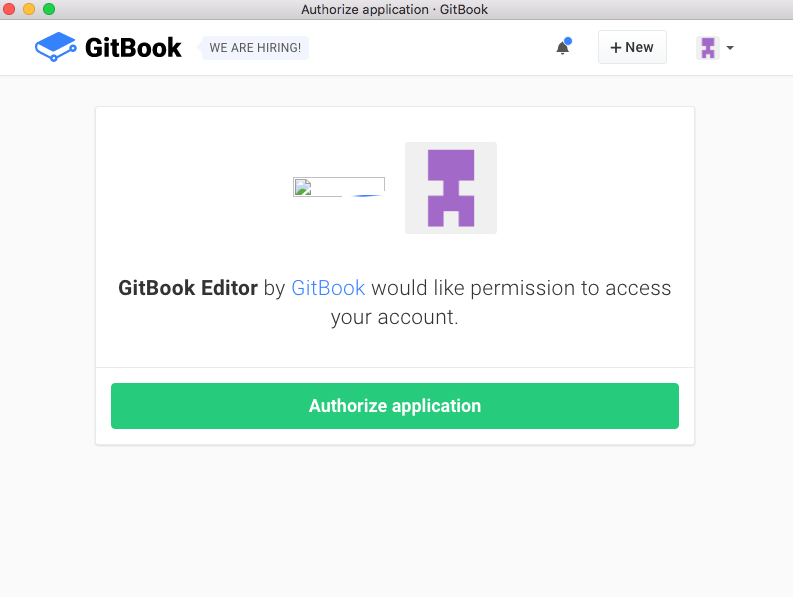 Authorize application · GitBook
GitBook
WE ARE HIRING!
+ New
GitBook Editor by GitBook would like permission to access
your account.
Authorize application